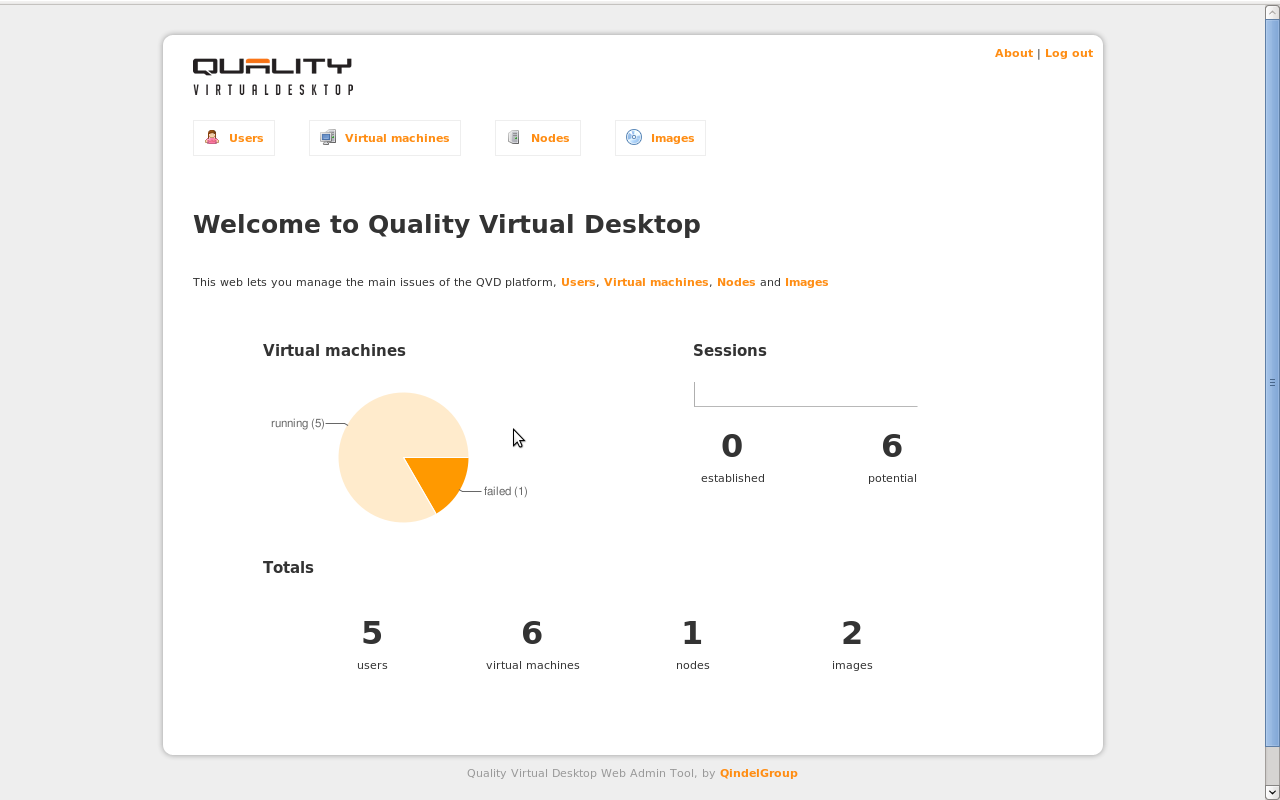 About | Log out
QUALITY
VIRTUALDESKTOP
Users Virtual machines Nodes Images
Welcome to Quality Virtual Desktop
This web lets you manage the main issues of the QVD platform, Users, Virtual machines, Nodes and Images
Virtual machines
running (5)
failed (1)
Sessions
0 6
established potential
Totals
5 6 1 2
users virtual machines nodes images
Quality Virtual Desktop Web Admin Tool, by QindelGroup